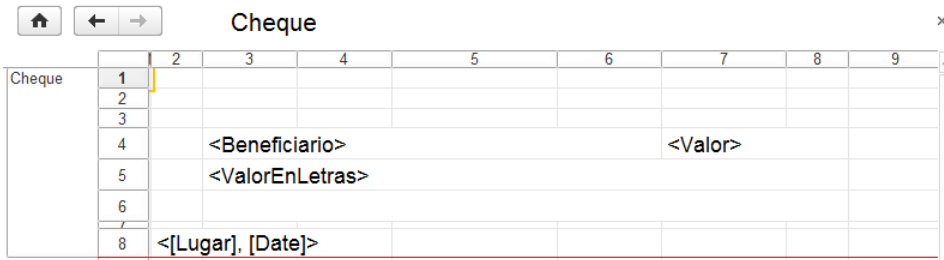 Cheque
2 3 4 5 6 7 8 9
Cheque 1
2
3
4 <Beneficiario> <Valor>
5 <ValorEnLetras>
6
7
8 <[Lugar], [Date]>